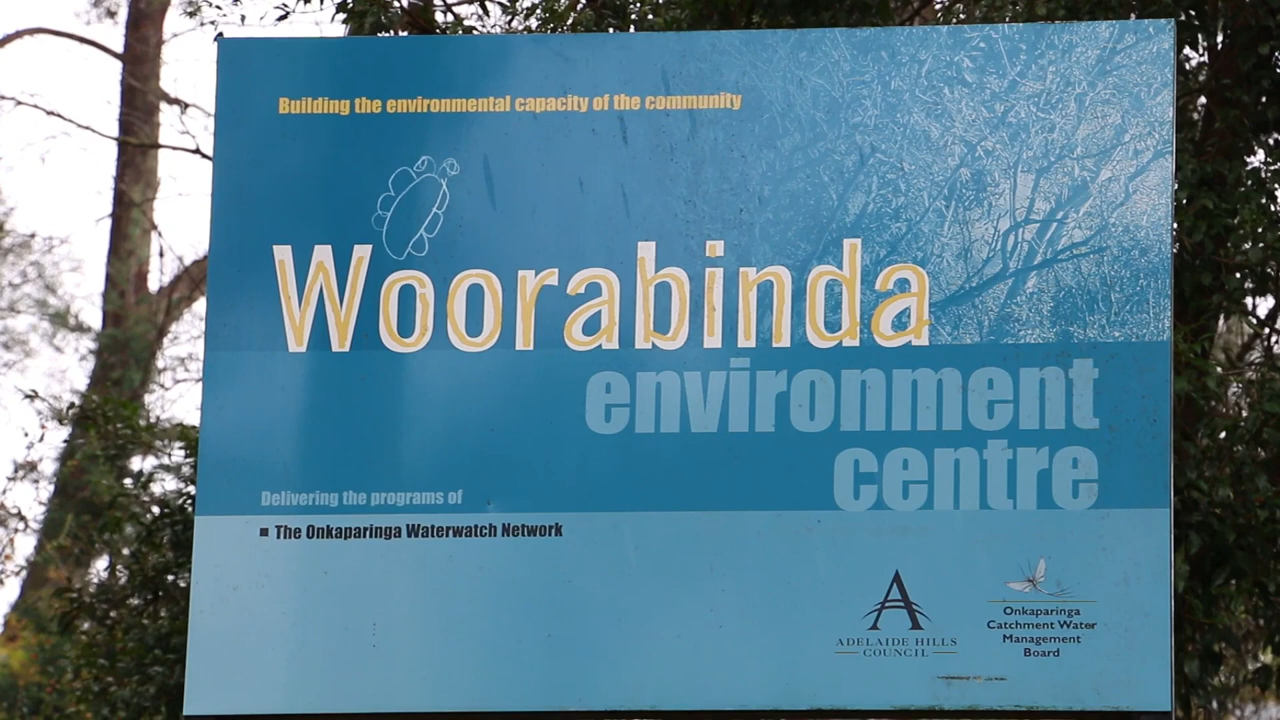 Building the environmental capacity of the community
Woorabinda
environment
centre
Delivering the programs of
▪ The Onkaparinga Waterwatch Network
ADELAIDE HILLS
COUNCIL
Onkaparinga
Catchment Water
Management
Board